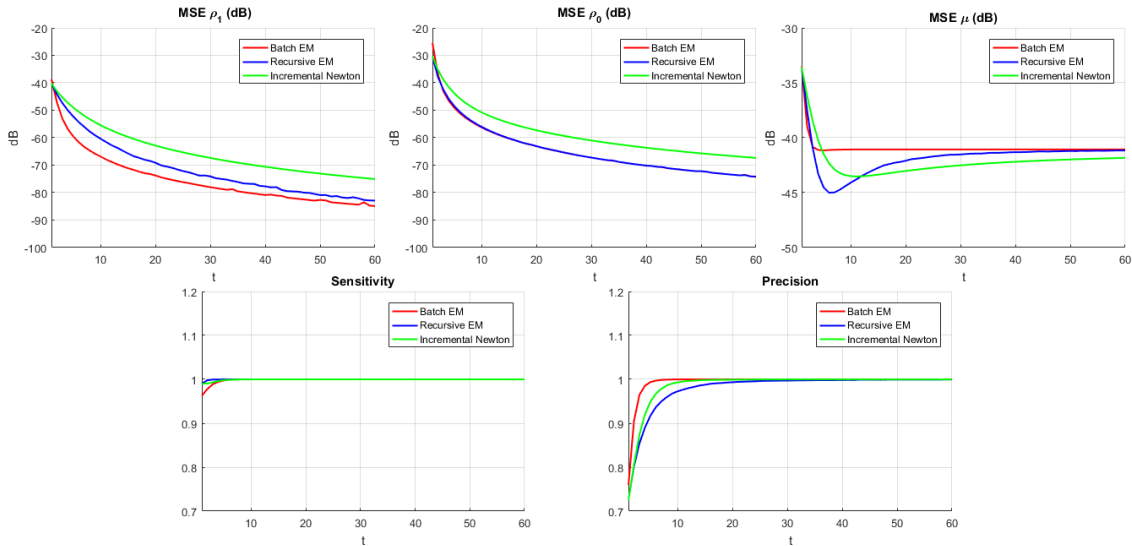 MSE ρ1 (dB)
-20
-30
-40
-50
-60
-70
-80
-90
-100
dB
10 20 30 40 50 60
t
Batch EM
Recursive EM
Incremental Newton
MSE ρ0 (dB)
-20
-30
-40
-50
-60
-70
-80
-90
-100
dB
10 20 30 40 50 60
t
Batch EM
Recursive EM
Incremental Newton
MSE μ (dB)
-30
-35
-40
-45
-50
dB
10 20 30 40 50 60
t
Batch EM
Recursive EM
Incremental Newton
Sensitivity
1.2
1.1
1
0.9
0.8
0.7
10 20 30 40 50 60
t
Batch EM
Recursive EM
Incremental Newton
Precision
1.2
1.1
1
0.9
0.8
0.7
10 20 30 40 50 60
t
Batch EM
Recursive EM
Incremental Newton